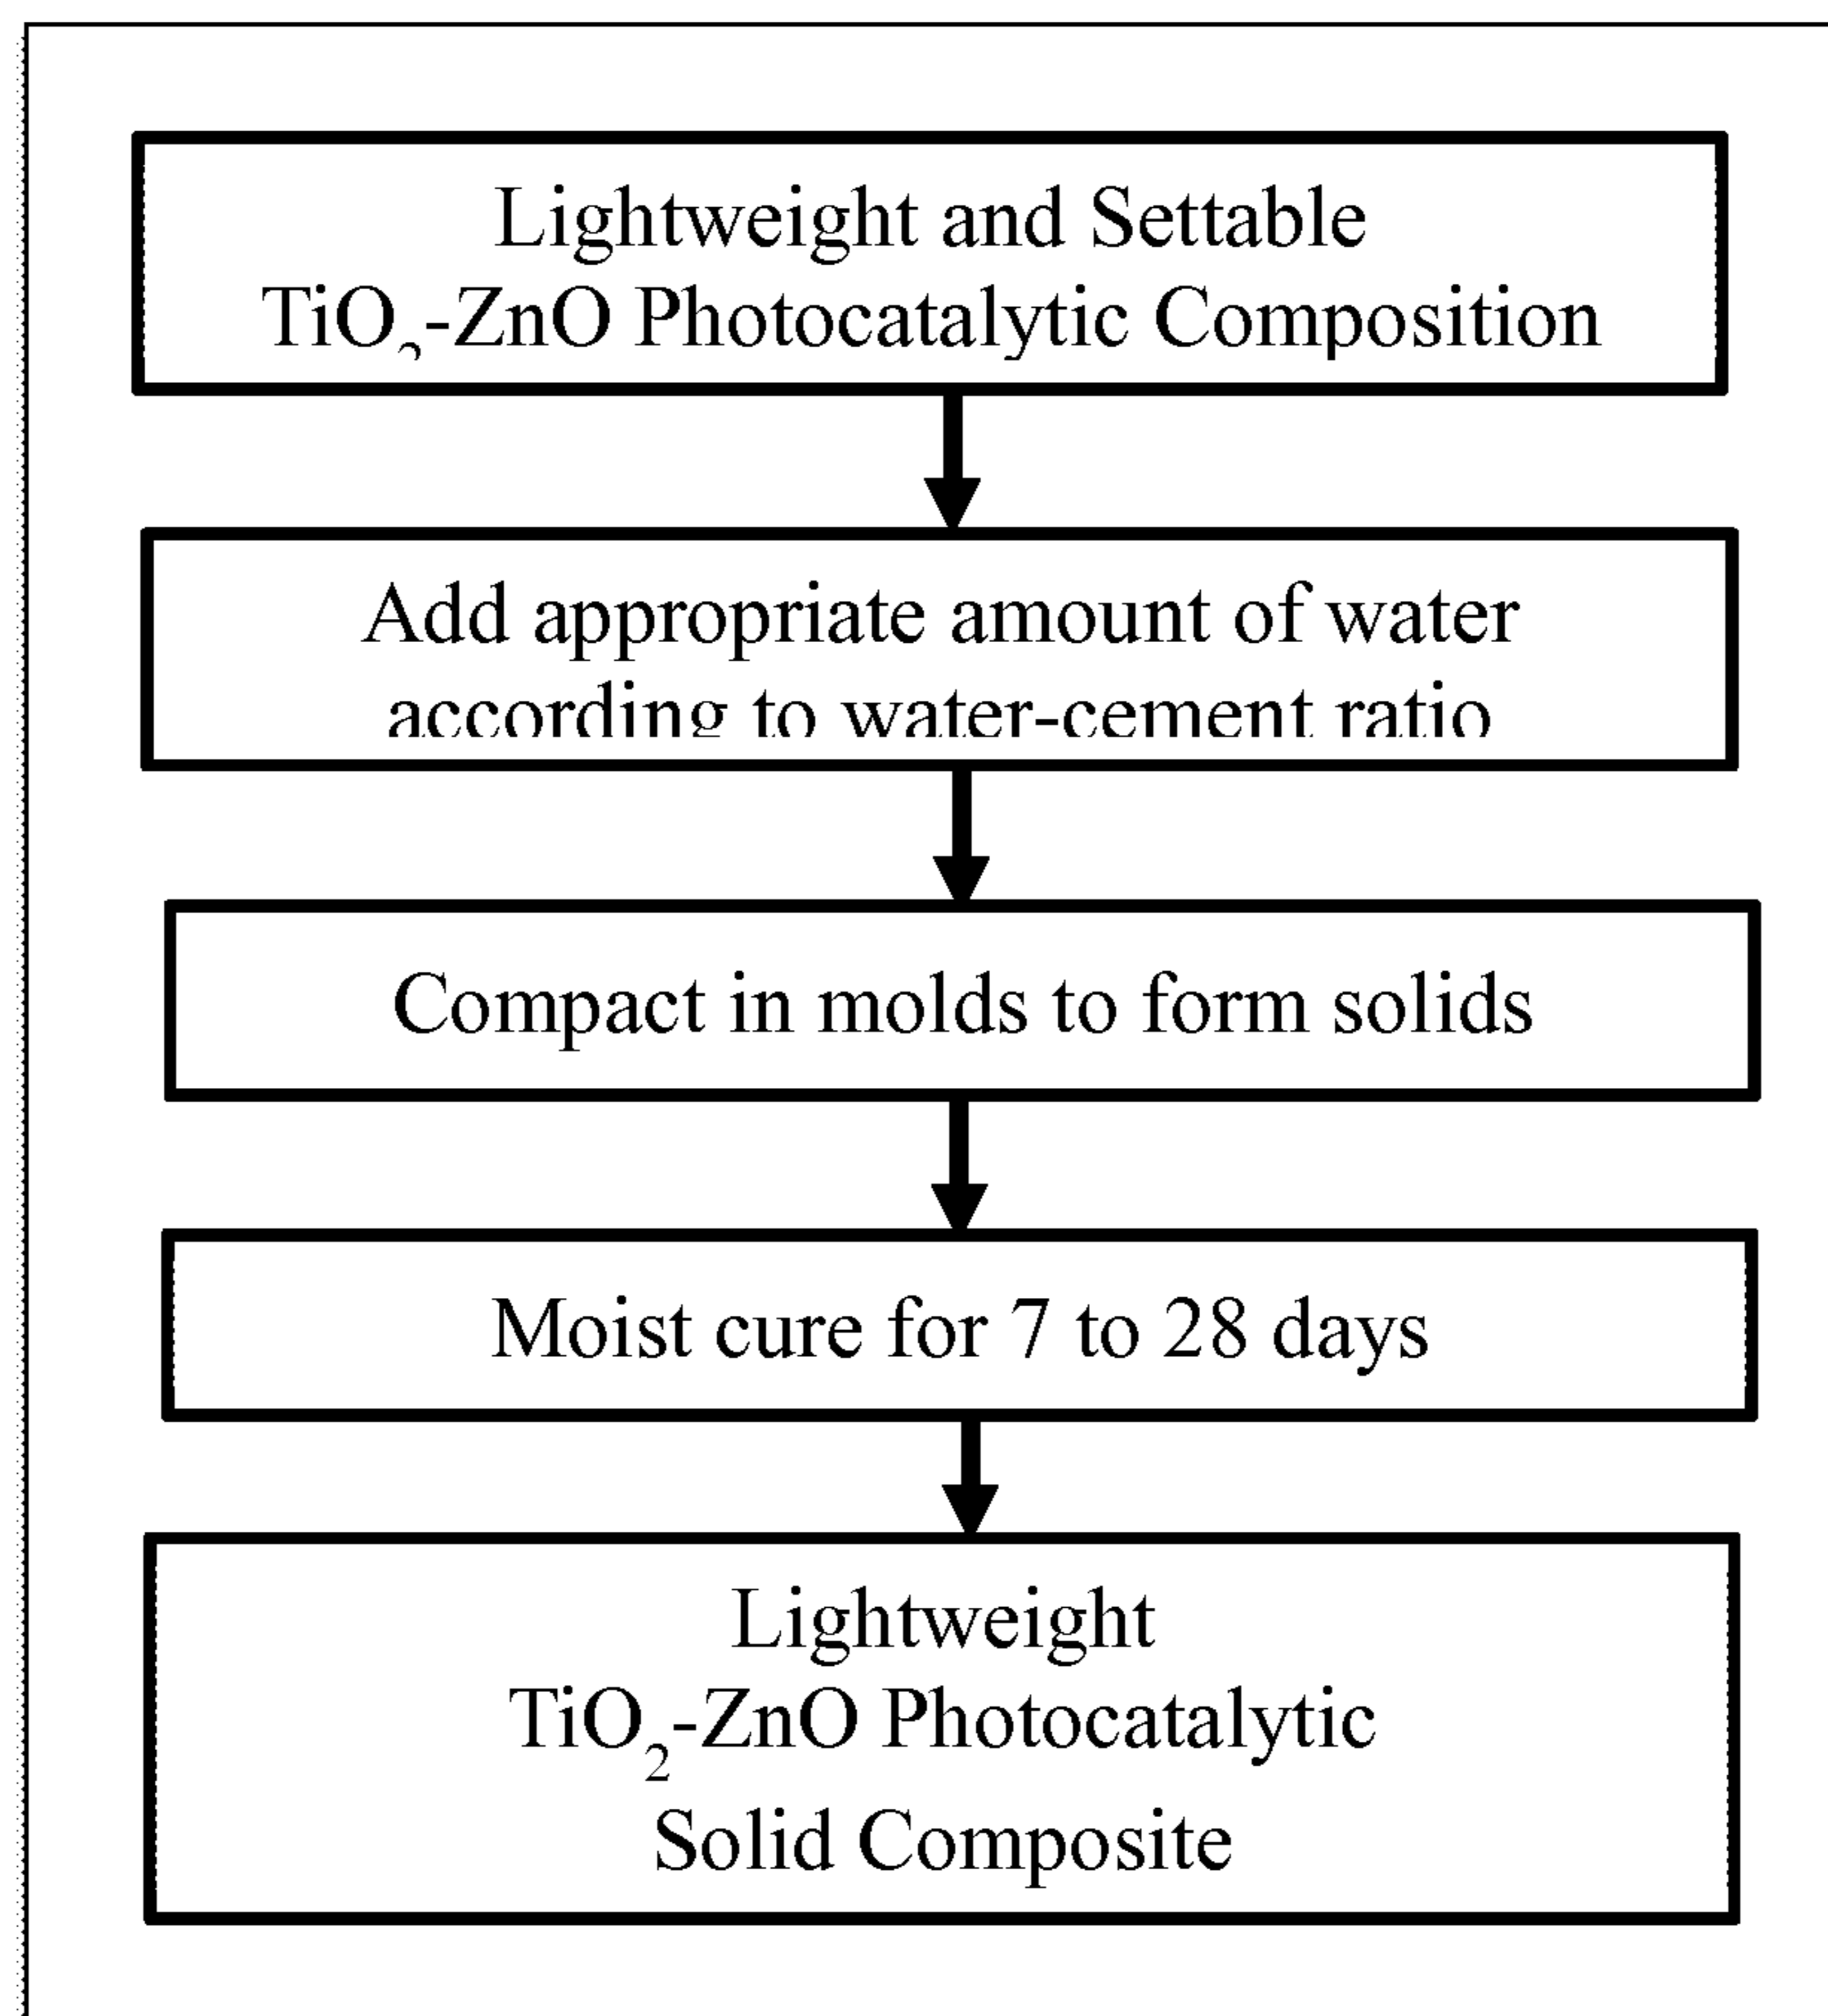 Lightweight and Settable
TiO₂-ZnO Photocatalytic Composition
Add appropriate amount of water
according to water-cement ratio
Compact in molds to form solids
Moist cure for 7 to 28 days
Lightweight
TiO₂-ZnO Photocatalytic
Solid Composite